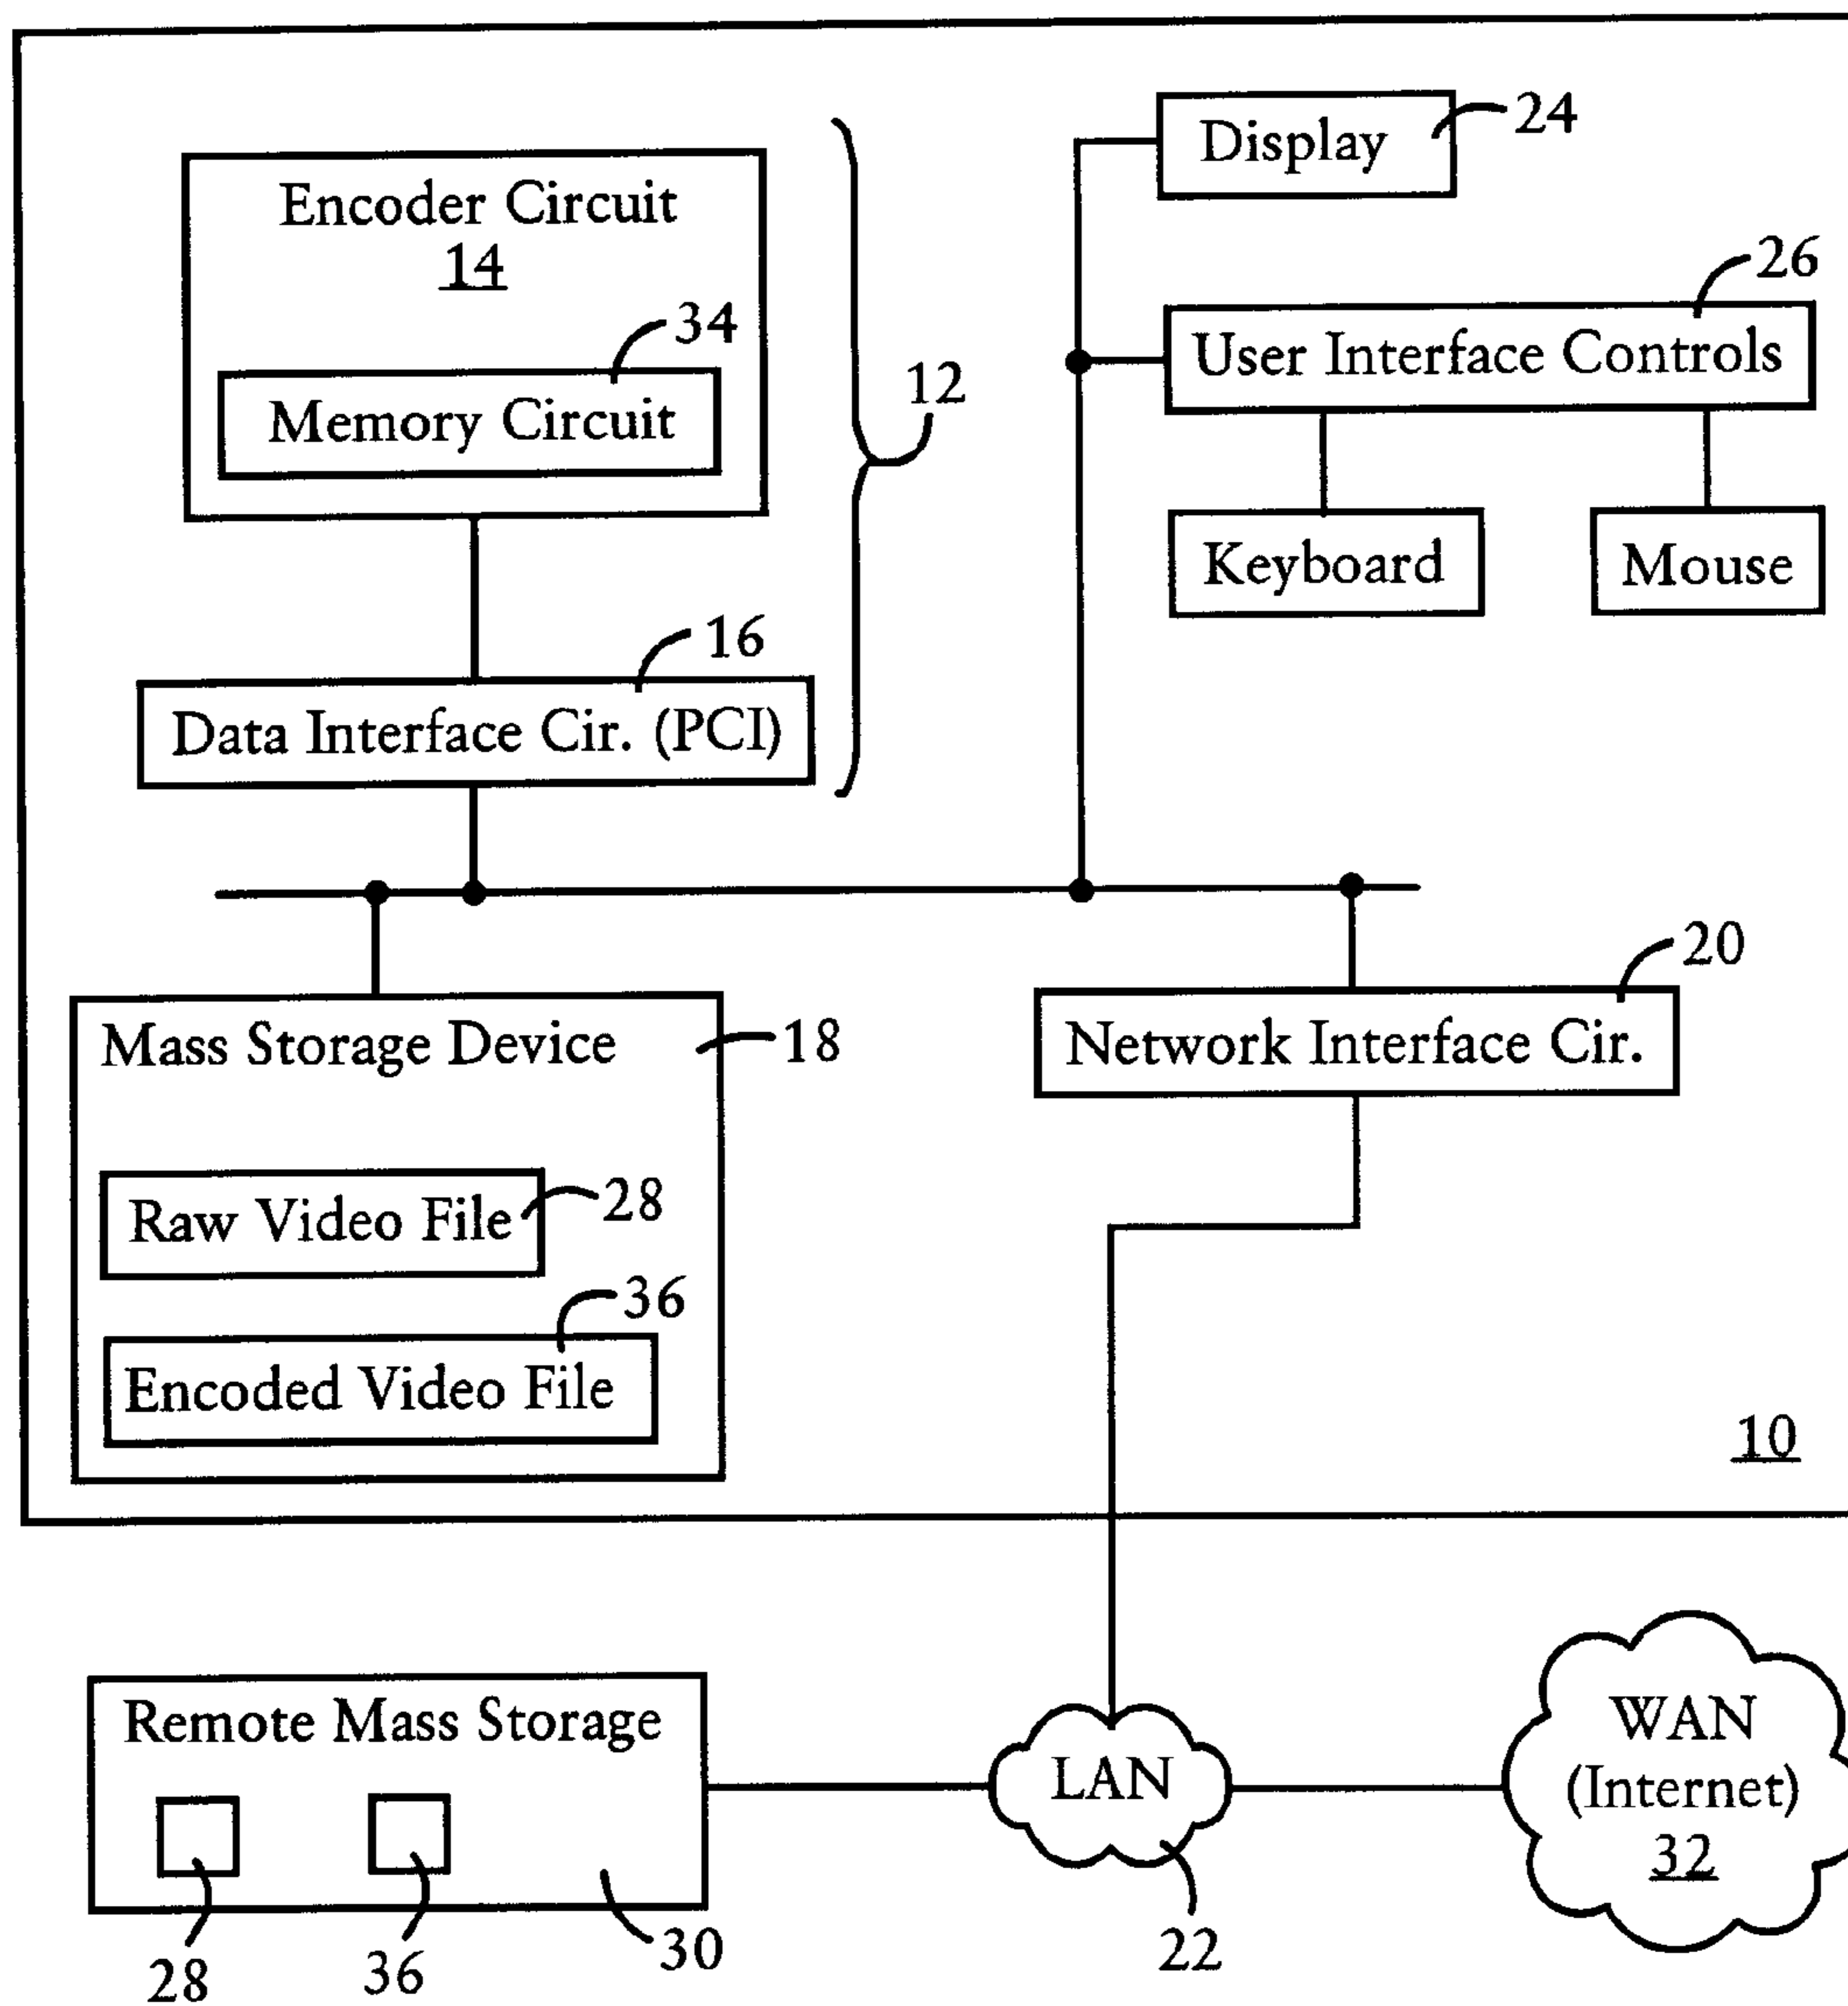 Encoder Circuit
14
34
Memory Circuit
12
16
Data Interface Cir. (PCI)
Display
24
26
User Interface Controls
Keyboard
Mouse
Mass Storage Device
18
Raw Video File
28
36
Encoded Video File
20
Network Interface Cir.
10
Remote Mass Storage
28
36
30
LAN
22
WAN
(Internet)
32